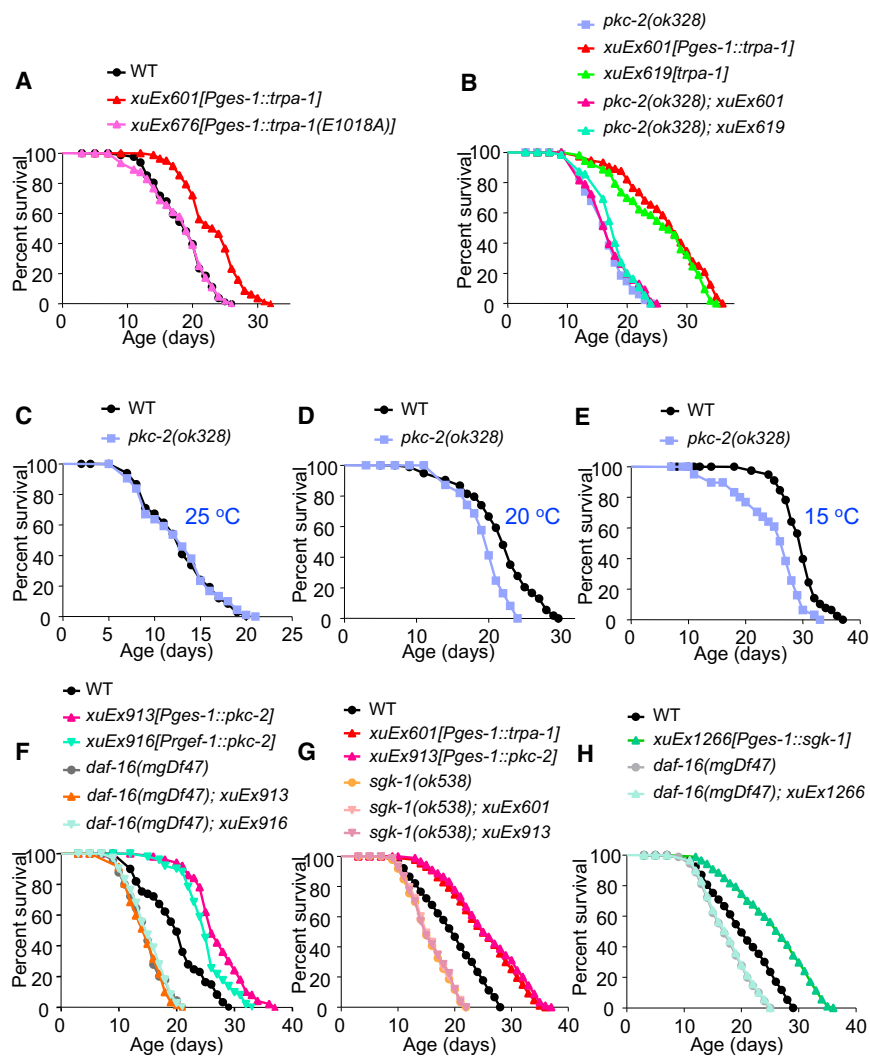 A
WT
xuEx601[Pges-1::trpa-1]
xuEx676[Pges-1::trpa-1(E1018A)]
Percent survival
100
80
60
40
20
0
0 10 20 30
Age (days)
B
pkc-2(ok328)
xuEx601[Pges-1::trpa-1]
xuEx619[trpa-1]
pkc-2(ok328); xuEx601
pkc-2(ok328); xuEx619
Percent survival
100
80
60
40
20
0
0 10 20 30
Age (days)
C
WT
pkc-2(ok328)
25 °C
Percent survival
100
80
60
40
20
0
0 5 10 15 20 25
Age (days)
D
WT
pkc-2(ok328)
20 °C
Percent survival
100
80
60
40
20
0
0 10 20 30
Age (days)
E
WT
pkc-2(ok328)
15 °C
Percent survival
100
80
60
40
20
0
0 10 20 30 40
Age (days)
F
WT
xuEx913[Pges-1::pkc-2]
xuEx916[Prgef-1::pkc-2]
daf-16(mgDf47)
daf-16(mgDf47); xuEx913
daf-16(mgDf47); xuEx916
Percent survival
100
80
60
40
20
0
0 10 20 30 40
Age (days)
G
WT
xuEx601[Pges-1::trpa-1]
xuEx913[Pges-1::pkc-2]
sgk-1(ok538)
sgk-1(ok538); xuEx601
sgk-1(ok538); xuEx913
Percent survival
100
80
60
40
20
0
0 10 20 30 40
Age (days)
H
WT
xuEx1266[Pges-1::sgk-1]
daf-16(mgDf47)
daf-16(mgDf47); xuEx1266
Percent survival
100
80
60
40
20
0
0 10 20 30 40
Age (days)